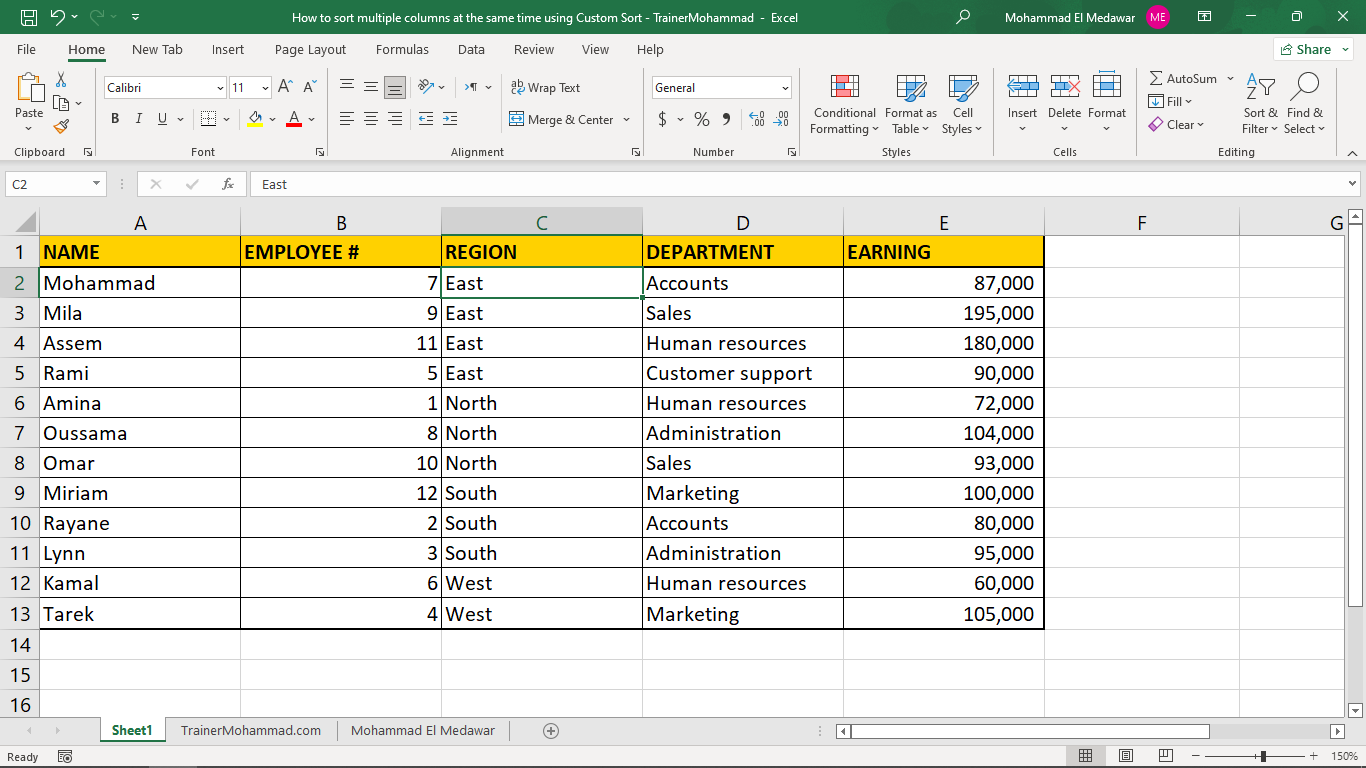 How to sort multiple columns at the same time using Custom Sort - TrainerMohammad - Excel
Mohammad El Medawar ME
File Home New Tab Insert Page Layout Formulas Data Review View Help Share
Paste
Calibri 11
B I U A
ab Wrap Text
Merge & Center
General
$ % 9
Conditional Formatting
Format as Table
Cell Styles
Insert Delete Format
AutoSum
Fill
Clear
Sort & Filter
Find & Select
Clipboard Font Alignment Number Styles Cells Editing
C2 fx East
A B C D E F G
1 NAME EMPLOYEE # REGION DEPARTMENT EARNING
2 Mohammad 7 East Accounts 87,000
3 Mila 9 East Sales 195,000
4 Assem 11 East Human resources 180,000
5 Rami 5 East Customer support 90,000
6 Amina 1 North Human resources 72,000
7 Oussama 8 North Administration 104,000
8 Omar 10 North Sales 93,000
9 Miriam 12 South Marketing 100,000
10 Rayane 2 South Accounts 80,000
11 Lynn 3 South Administration 95,000
12 Kamal 6 West Human resources 60,000
13 Tarek 4 West Marketing 105,000
14
15
16
Sheet1 TrainerMohammad.com Mohammad El Medawar
Ready 150%